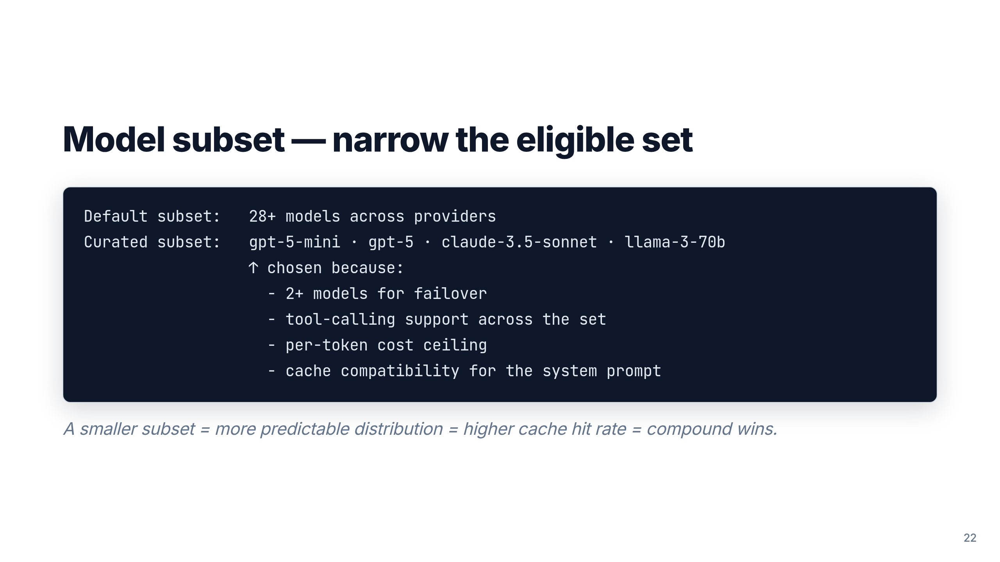 Model subset — narrow the eligible set
Default subset:   28+ models across providers
Curated subset:   gpt-5-mini · gpt-5 · claude-3.5-sonnet · llama-3-70b
↑ chosen because:
- 2+ models for failover
- tool-calling support across the set
- per-token cost ceiling
- cache compatibility for the system prompt
A smaller subset = more predictable distribution = higher cache hit rate = compound wins.
22